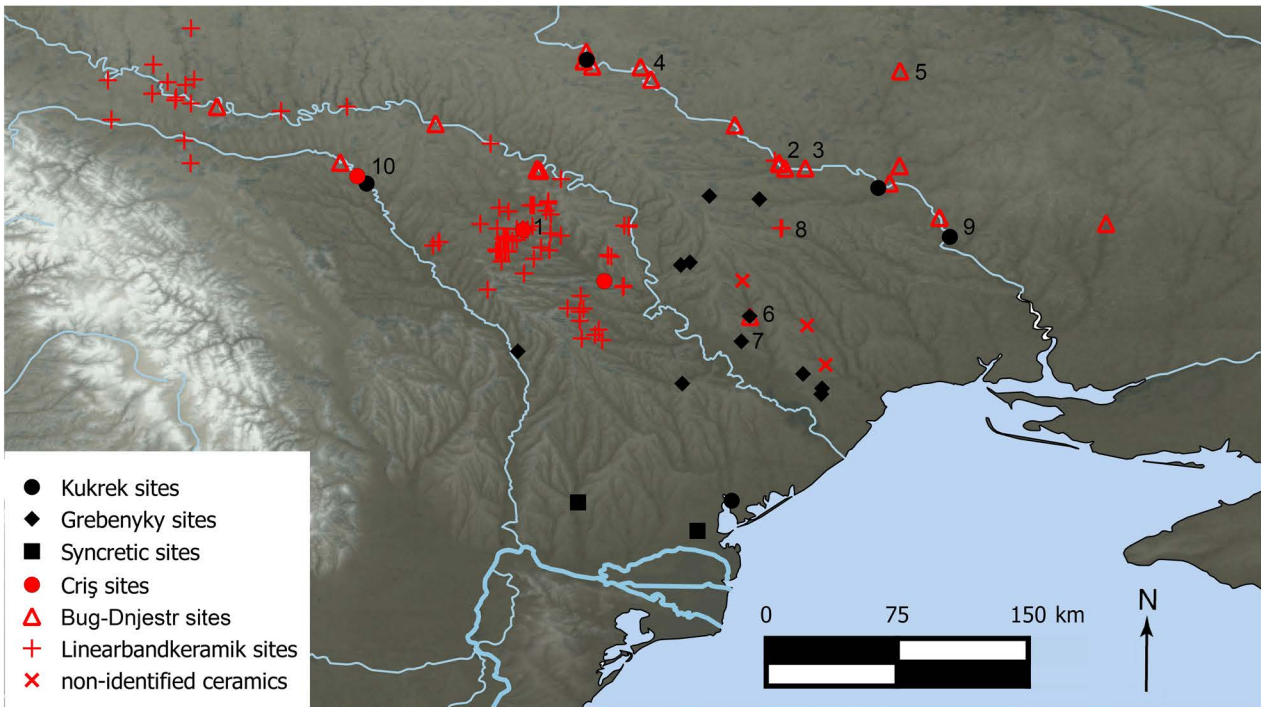 4
5
2 3
10
1
8
9
6
7
Kukrek sites
Grebenyky sites
Syncretic sites
Criş sites
Bug-Dnjestr sites
Linearbandkeramik sites
non-identified ceramics
0 75 150 km
N